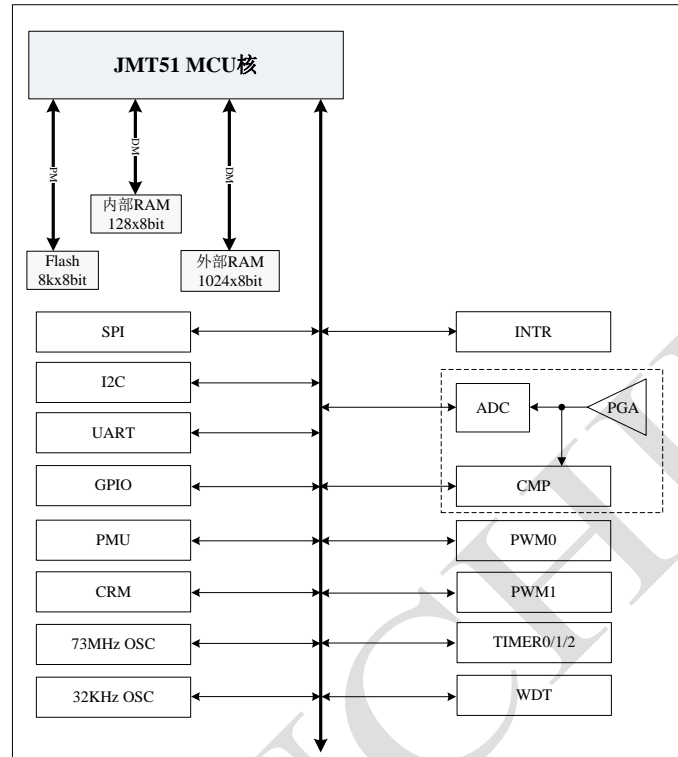 JMT51 MCU核
PM
DM
DM
内部RAM
128x8bit
Flash
8kx8bit
外部RAM
1024x8bit
SPI
INTR
I2C
ADC
PGA
UART
GPIO
CMP
PMU
PWM0
CRM
PWM1
73MHz OSC
TIMER0/1/2
32KHz OSC
WDT